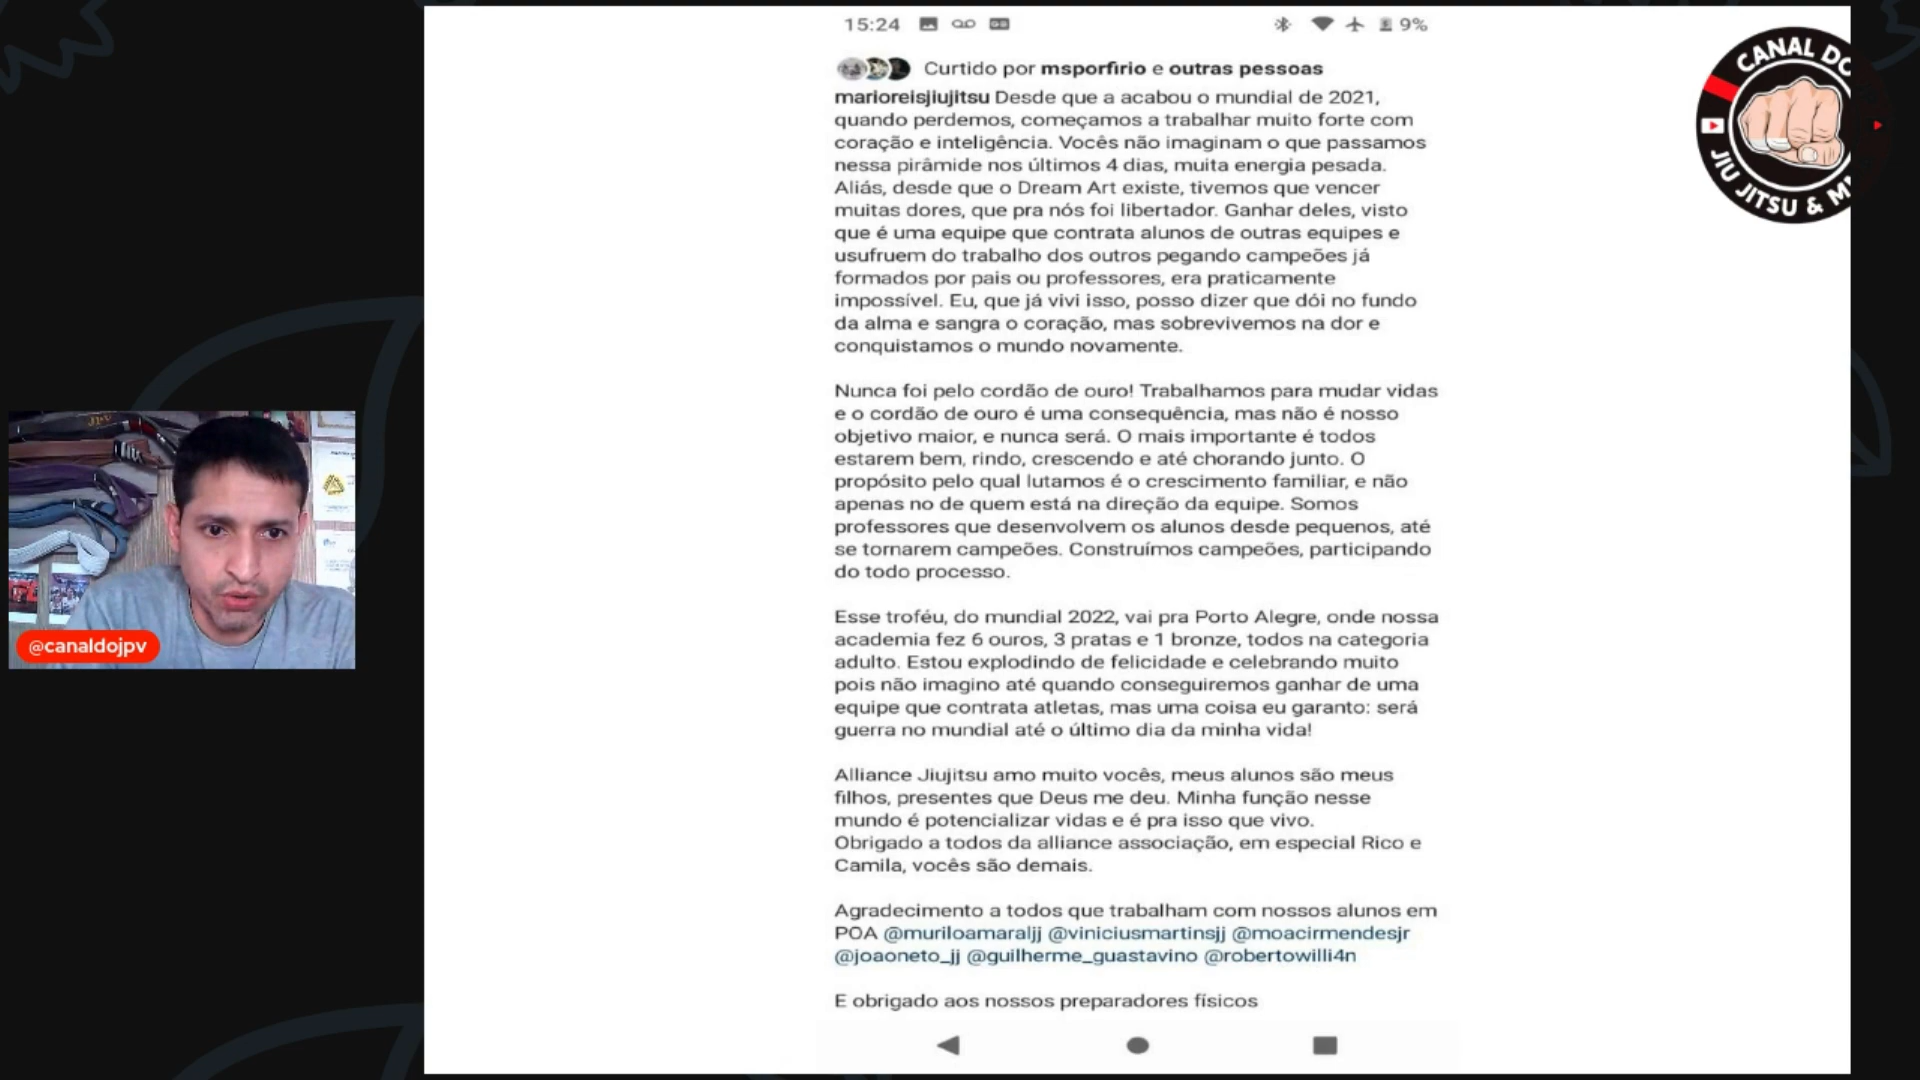 15:24
9%
CANAL DO
JIU JITSU &
Curtido por msporfirio e outras pessoas
marioreisjiujitsu Desde que a acabou o mundial de 2021,
quando perdemos, começamos a trabalhar muito forte com
coração e inteligência. Vocês não imaginam o que passamos
nessa pirâmide nos últimos 4 dias, muita energia pesada.
Aliás, desde que o Dream Art existe, tivemos que vencer
muitas dores, que pra nós foi libertador. Ganhar deles, visto
que é uma equipe que contrata alunos de outras equipes e
usufruem do trabalho dos outros pegando campeões já
formados por pais ou professores, era praticamente
impossível. Eu, que já vivi isso, posso dizer que dói no fundo
da alma e sangra o coração, mas sobrevivemos na dor e
conquistamos o mundo novamente.
Nunca foi pelo cordão de ouro! Trabalhamos para mudar vidas
e o cordão de ouro é uma consequência, mas não é nosso
objetivo maior, e nunca será. O mais importante é todos
estarem bem, rindo, crescendo e até chorando junto. O
propósito pelo qual lutamos é o crescimento familiar, e não
apenas no de quem está na direção da equipe. Somos
professores que desenvolvem os alunos desde pequenos, até
se tornarem campeões. Construímos campeões, participando
do todo processo.
Esse troféu, do mundial 2022, vai pra Porto Alegre, onde nossa
academia fez 6 ouros, 3 pratas e 1 bronze, todos na categoria
adulto. Estou explodindo de felicidade e celebrando muito
pois não imagino até quando conseguiremos ganhar de uma
equipe que contrata atletas, mas uma coisa eu garanto: será
guerra no mundial até o último dia da minha vida!
Alliance Jiujitsu amo muito vocês, meus alunos são meus
filhos, presentes que Deus me deu. Minha função nesse
mundo é potencializar vidas e é pra isso que vivo.
Obrigado a todos da alliance associação, em especial Rico e
Camila, vocês são demais.
Agradecimento a todos que trabalham com nossos alunos em
POA @muriloamaraljj @viniciusmartinsjj @moacirmendesjr
@joaoneto_jj @guilherme_guastavino @robertowilli4n
E obrigado aos nossos preparadores físicos
@canaldojpv